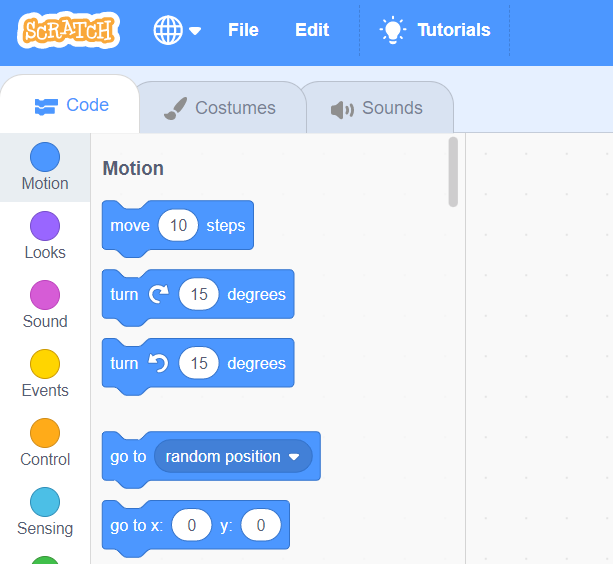 SCRATCH File Edit Tutorials
Code Costumes Sounds
Motion
Looks
Sound
Events
Control
Sensing
Motion
move 10 steps
turn 15 degrees
turn 15 degrees
go to random position
go to x: 0 y: 0